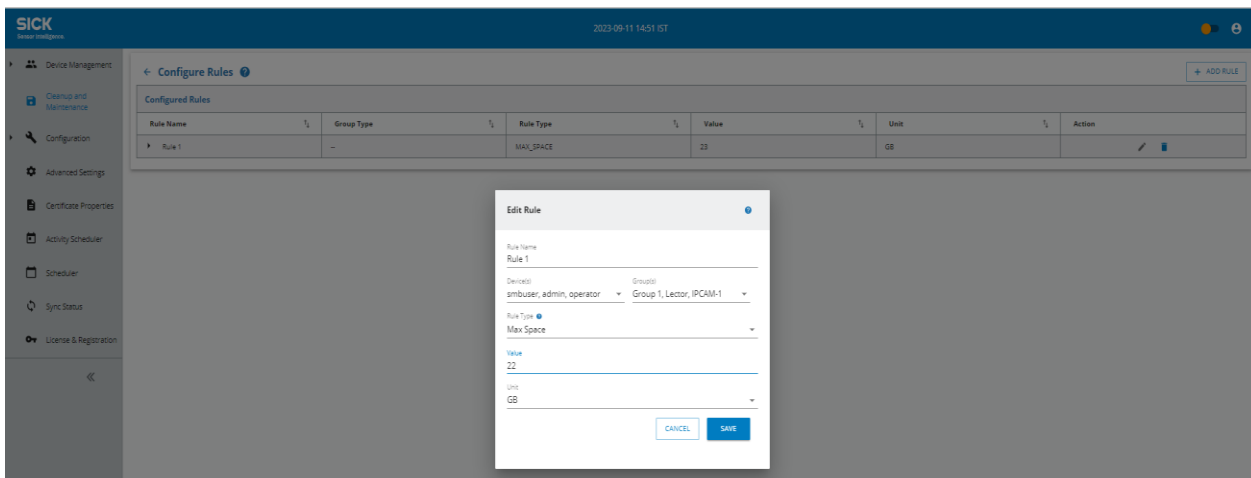 SICK
Sensor Intelligence.
2023-09-11 14:51 IST
Device Management
Cleanup and
Maintenance
Configuration
Advanced Settings
Certificate Properties
Activity Scheduler
Scheduler
Sync Status
License & Registration
Configure Rules
+ ADD RULE
Configured Rules
Rule Name Group Type Rule Type Value Unit Action
Rule 1 -- MAX_SPACE 23 GB
Edit Rule
Rule Name
Rule 1
Device(s) Group(s)
smbuser, admin, operator Group 1, Lector, IPCAM-1
Rule Type
Max Space
Value
22
Unit
GB
CANCEL SAVE